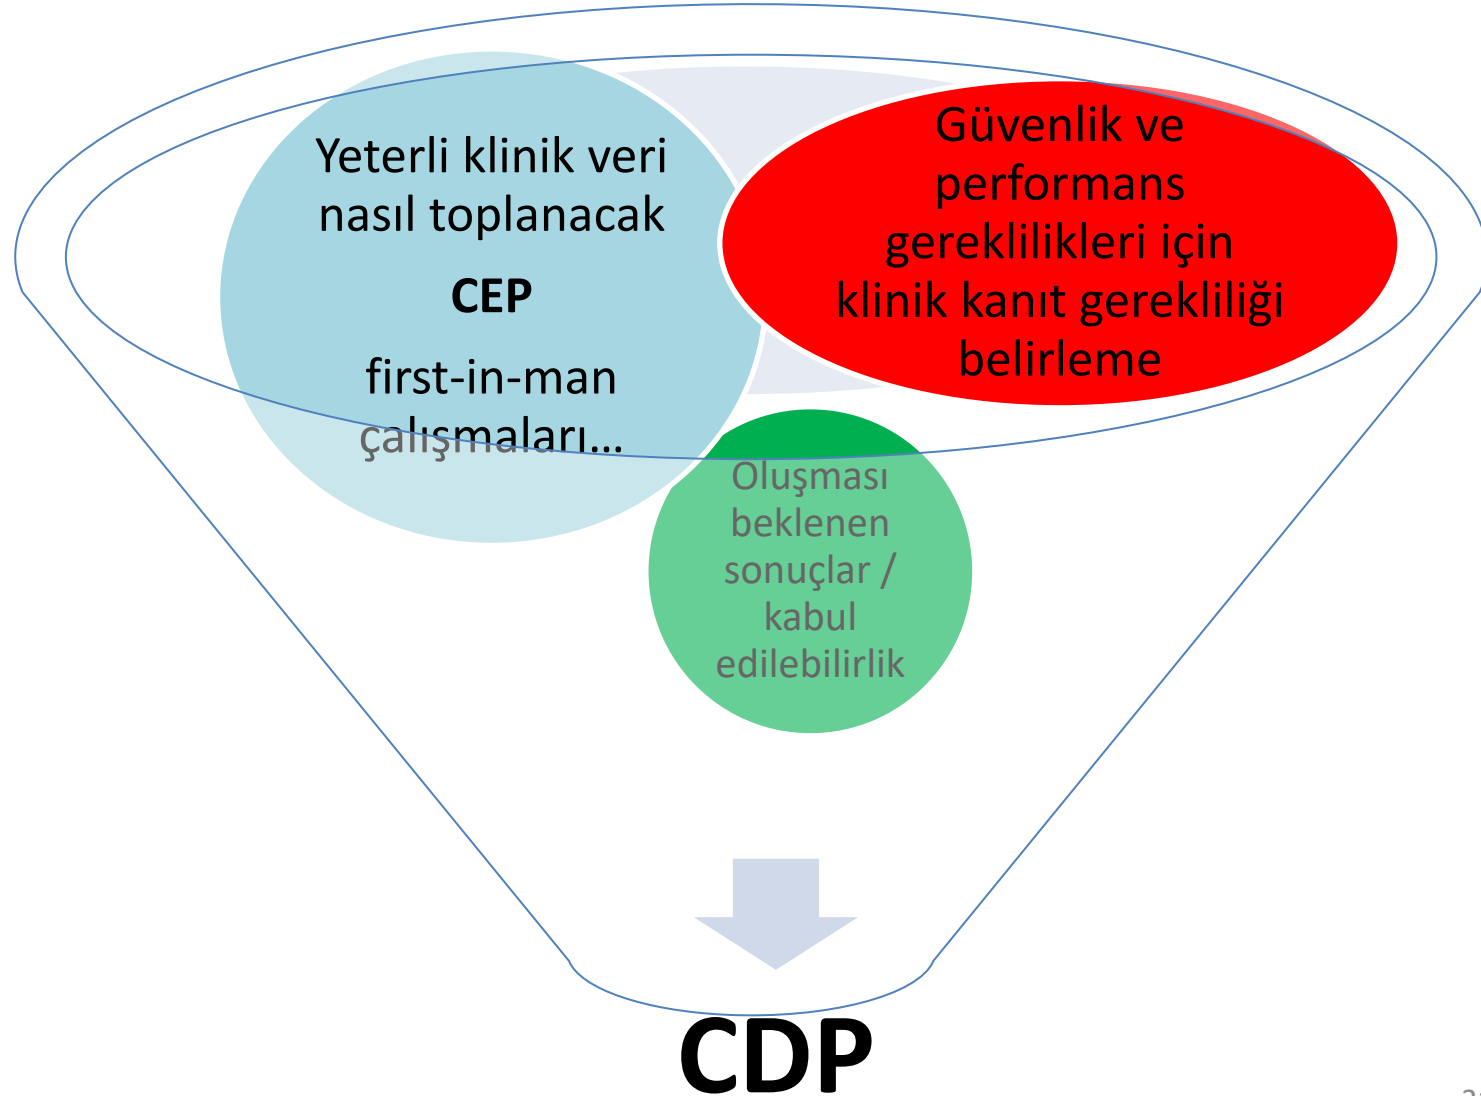 Yeterli klinik veri
nasıl toplanacak
CEP
first-in-man
çalışmaları...
Güvenlik ve
performans
gereklilikleri için
klinik kanıt gerekliliği
belirleme
Oluşması
beklenen
sonuçlar /
kabul
edilebilirlik
CDP